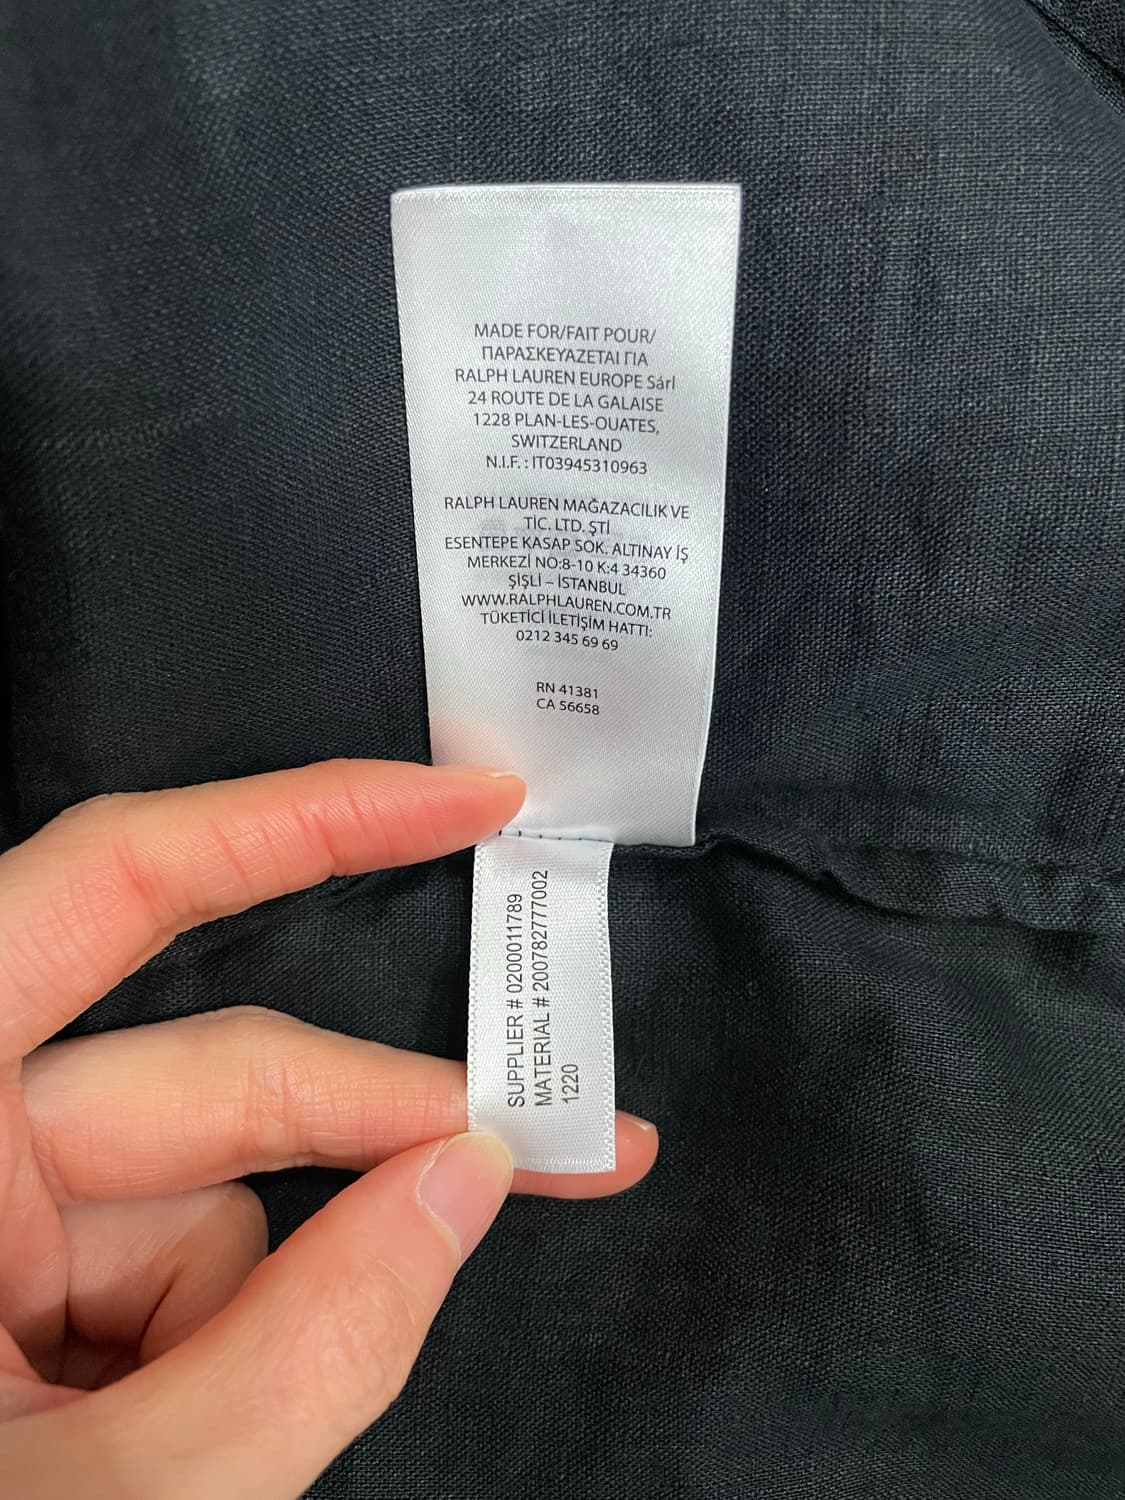 MADE FOR/FAIT POUR/
ΠΑΡΑΣΚΕΥΑΖΕΤΑΙ ΓΙΑ
RALPH LAUREN EUROPE Sárl
24 ROUTE DE LA GALAISE
1228 PLAN-LES-OUATES,
SWITZERLAND
N.I.F. : IT03945310963
RALPH LAUREN MAĞAZACILIK VE
TİC. LTD. ŞTİ
ESENTEPE KASAP SOK. ALTINAY İŞ
MERKEZİ NO:8-10 K:4 34360
ŞİŞLİ – İSTANBUL
WWW.RALPHLAUREN.COM.TR
TÜKETİCİ İLETİŞİM HATTI:
0212 345 69 69
RN 41381
CA 56658
SUPPLIER # 0200011789
MATERIAL # 200782777002
1220